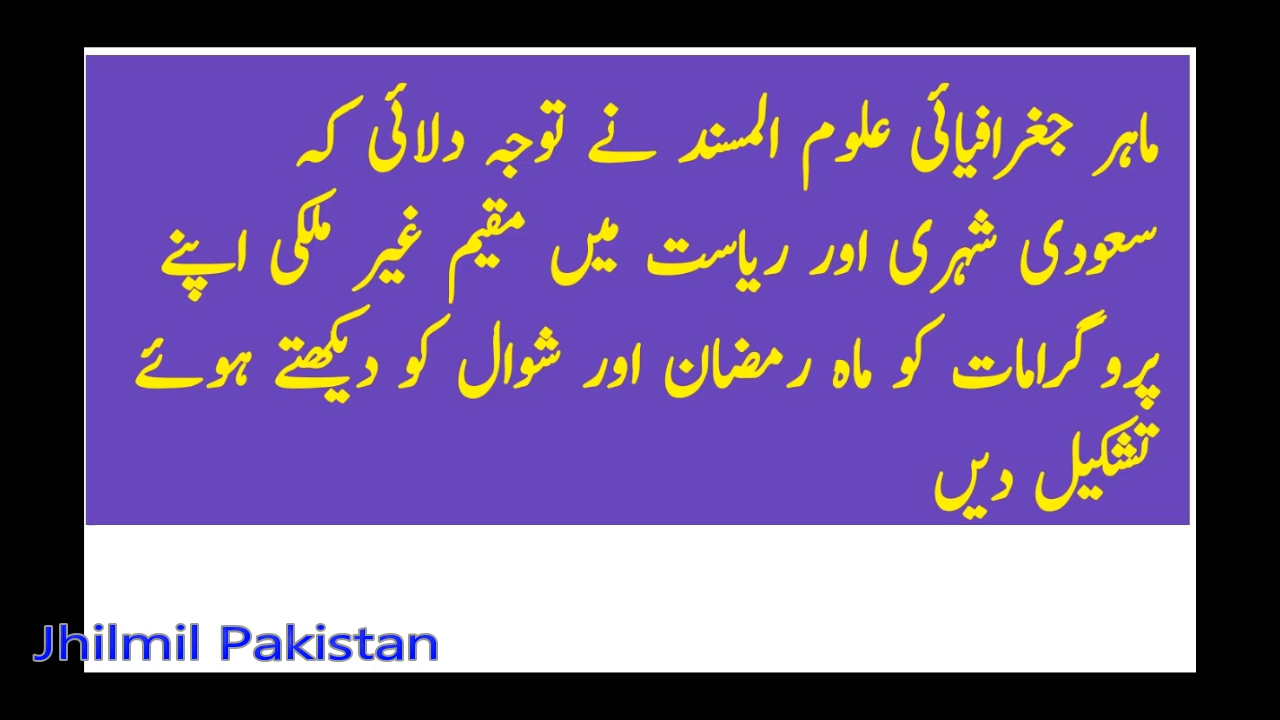 ماہر جغرافیائی علوم المسند نے توجہ دلائی کہ
سعودی شہری اور ریاست میں مقیم غیر ملکی اپنے
پروگرامات کو ماہ رمضان اور شوال کو دیکھتے ہوئے
تشکیل دیں
Jhilmil Pakistan